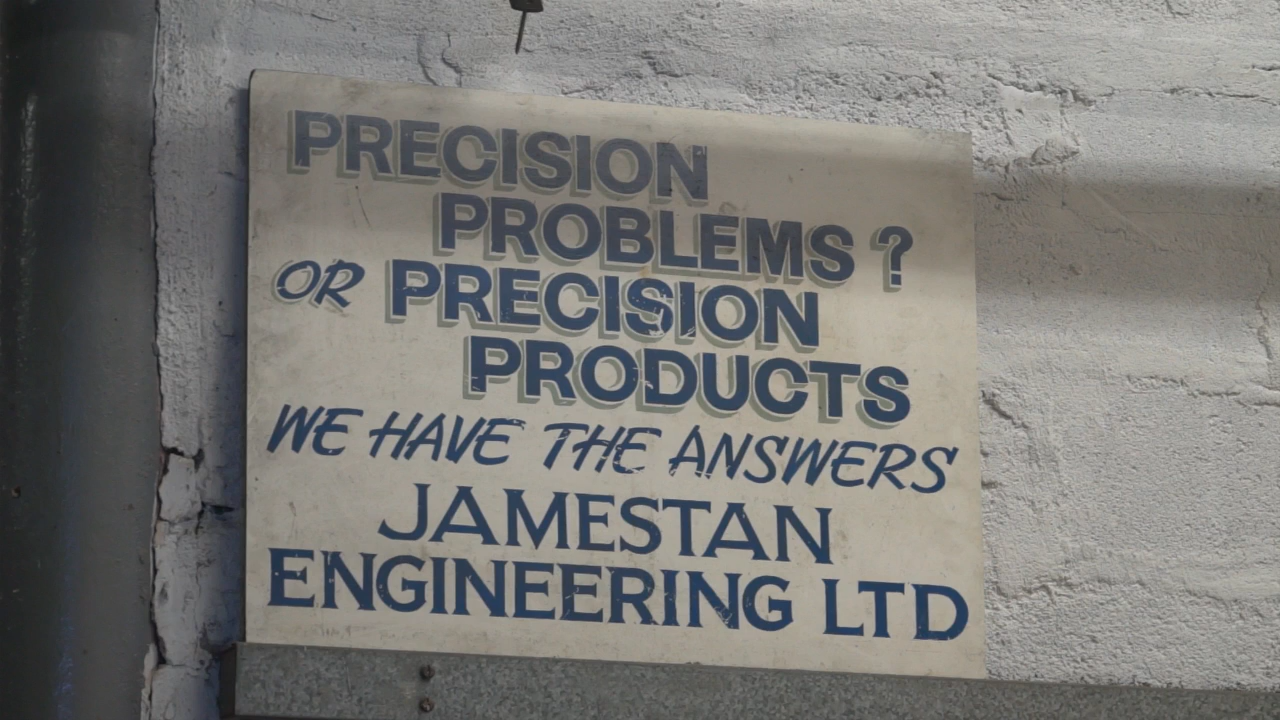 PRECISION
PROBLEMS ?
OR PRECISION
PRODUCTS
WE HAVE THE ANSWERS
JAMESTAN
ENGINEERING LTD